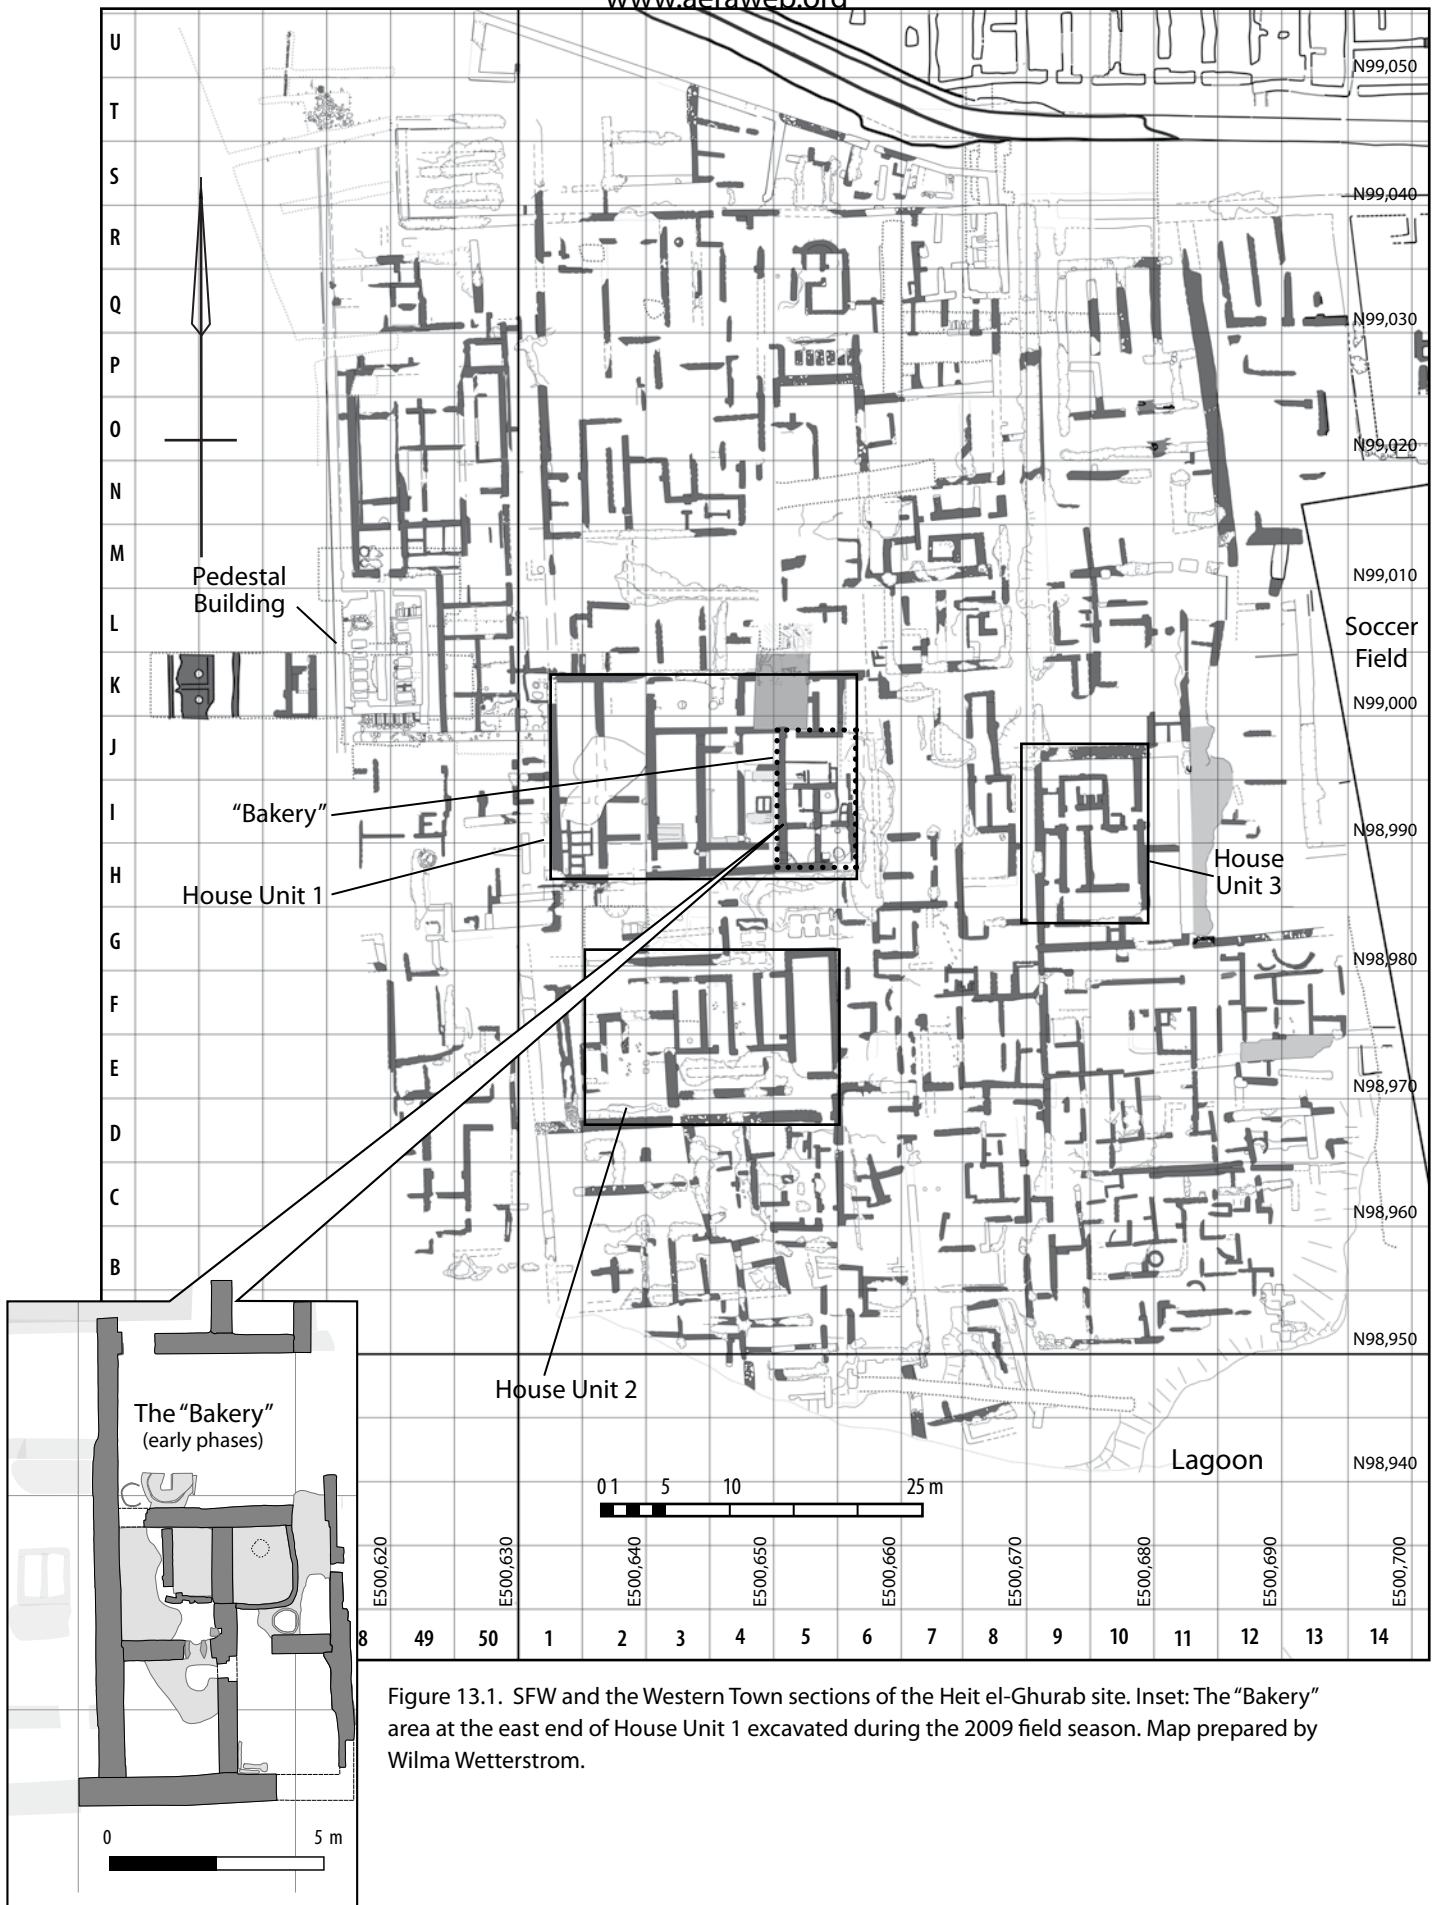 www.aeraweb.org
U
T
S
R
Q
P
O
N
M
L
K
J
I
H
G
F
E
D
C
B
N99,050
N99,040
N99,030
N99,020
N99,010
N99,000
N98,990
N98,980
N98,970
N98,960
N98,950
N98,940
Pedestal
Building
Soccer
Field
"Bakery"
House Unit 1
House
Unit 3
House Unit 2
Lagoon
0 1 5 10 25 m
E500,620
E500,630
E500,640
E500,650
E500,660
E500,670
E500,680
E500,690
E500,700
8 49 50 1 2 3 4 5 6 7 8 9 10 11 12 13 14
The "Bakery"
(early phases)
0 5 m
Figure 13.1. SFW and the Western Town sections of the Heit el-Ghurab site. Inset: The "Bakery"
area at the east end of House Unit 1 excavated during the 2009 field season. Map prepared by
Wilma Wetterstrom.